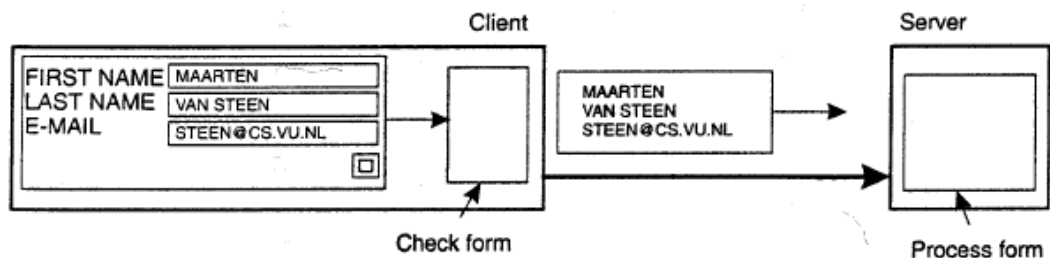 Client
Server
FIRST NAME MAARTEN
LAST NAME VAN STEEN
E-MAIL STEEN@CS.VU.NL
MAARTEN
VAN STEEN
STEEN@CS.VU.NL
Check form
Process form